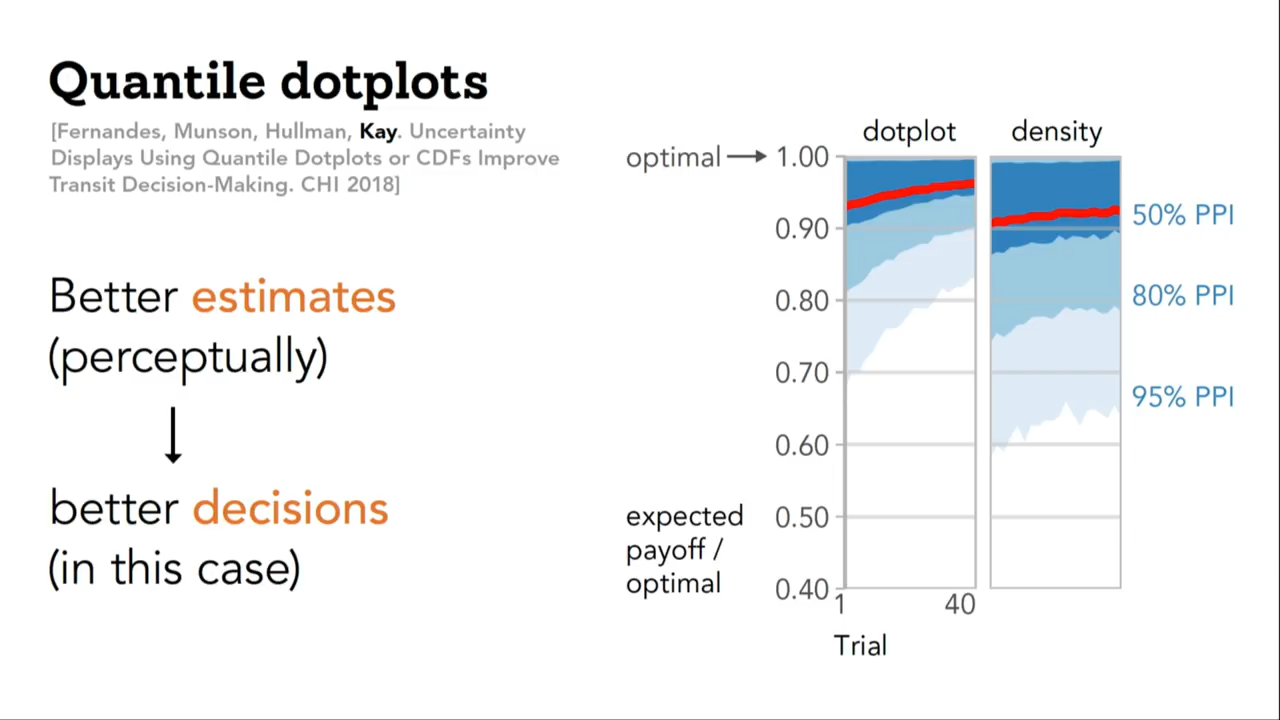 Quantile dotplots
[Fernandes, Munson, Hullman, Kay. Uncertainty
Displays Using Quantile Dotplots or CDFs Improve
Transit Decision-Making. CHI 2018]
Better estimates
(perceptually)
better decisions
(in this case)
dotplot
density
optimal
1.00
0.90
0.80
0.70
0.60
0.50
0.40
50% PPI
80% PPI
95% PPI
expected
payoff /
optimal
1
40
Trial